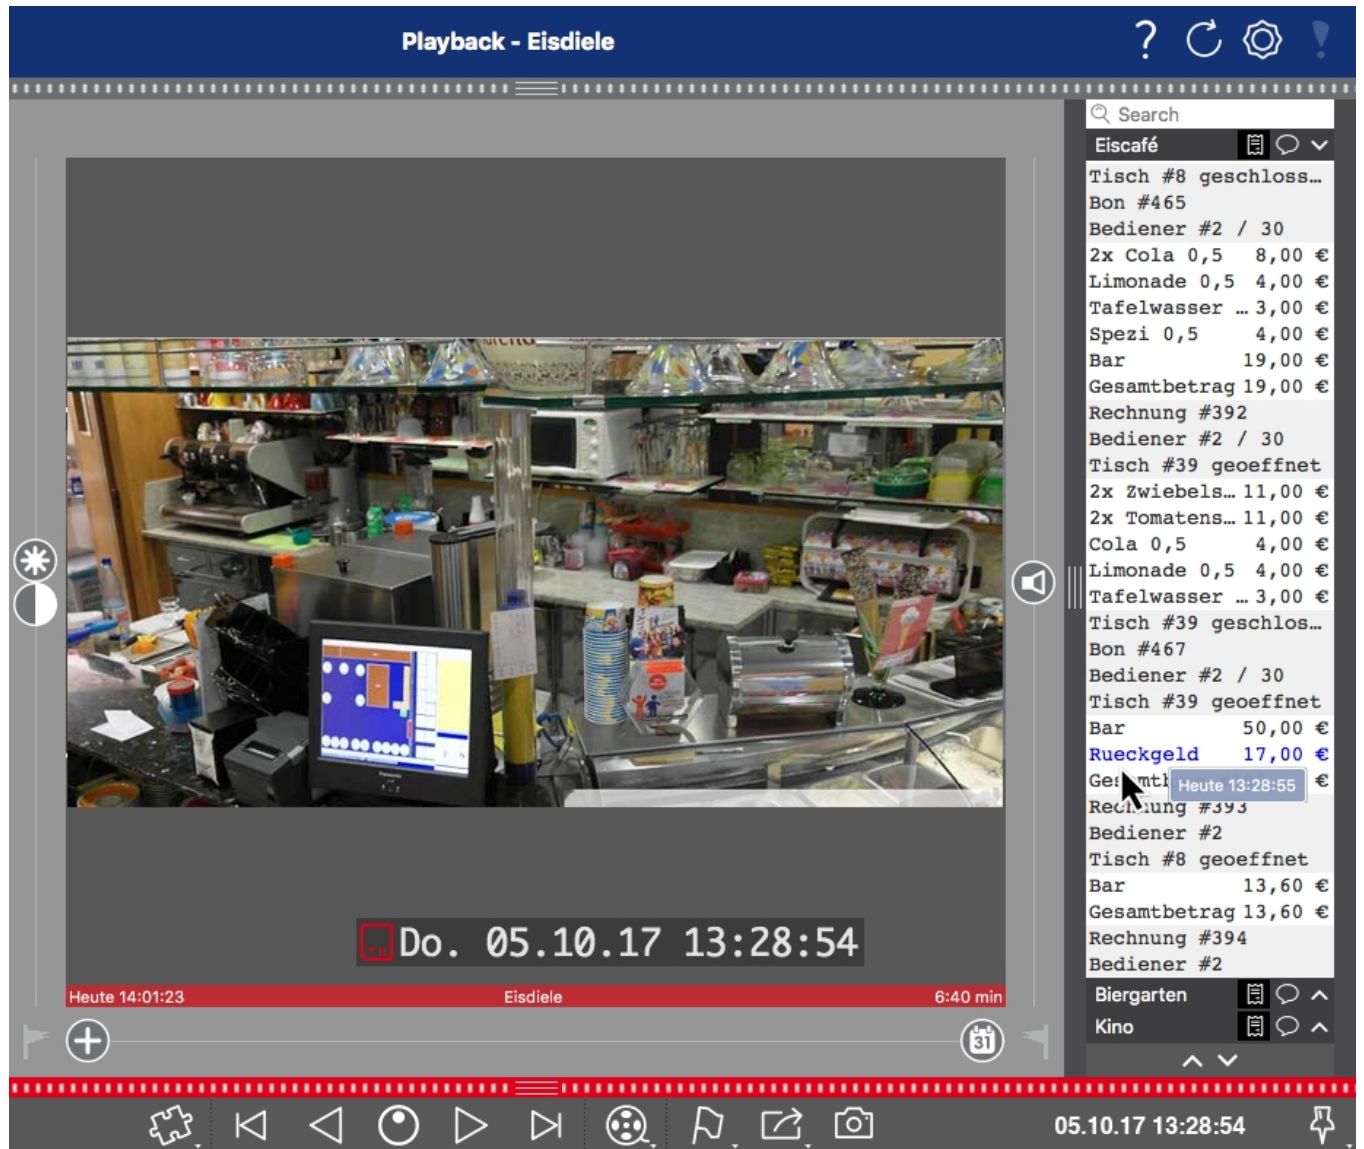 Playback - Eisdiele
?
Search
Eiscafé
Tisch #8 geschloss…
Bon #465
Bediener #2 / 30
2x Cola 0,5 8,00 €
Limonade 0,5 4,00 €
Tafelwasser … 3,00 €
Spezi 0,5 4,00 €
Bar 19,00 €
Gesamtbetrag 19,00 €
Rechnung #392
Bediener #2 / 30
Tisch #39 geoeffnet
2x Zwiebels… 11,00 €
2x Tomatens… 11,00 €
Cola 0,5 4,00 €
Limonade 0,5 4,00 €
Tafelwasser … 3,00 €
Tisch #39 geschlos…
Bon #467
Bediener #2 / 30
Tisch #39 geoeffnet
Bar 50,00 €
Rueckgeld 17,00 €
€
Heute 13:28:55
Rechnung #393
Bediener #2
Tisch #8 geoeffnet
Bar 13,60 €
Gesamtbetrag 13,60 €
Rechnung #394
Bediener #2
Biergarten
Kino
Do. 05.10.17 13:28:54
Heute 14:01:23 Eisdiele 6:40 min
31
05.10.17 13:28:54